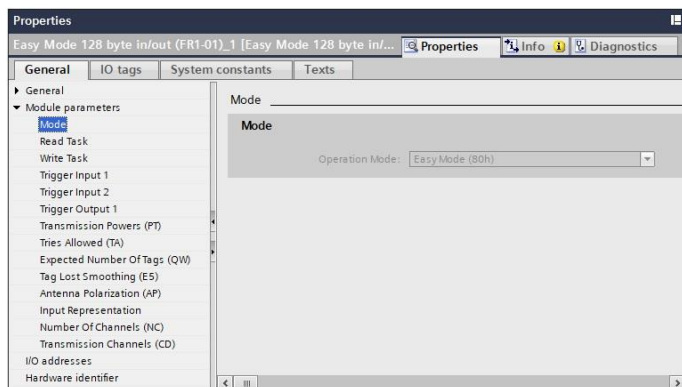 Properties
Easy Mode 128 byte in/out (FR1-01)_1 [Easy Mode 128 byte in/...
Properties
Info
Diagnostics
General
IO tags
System constants
Texts
General
Module parameters
Mode
Read Task
Write Task
Trigger Input 1
Trigger Input 2
Trigger Output 1
Transmission Powers (PT)
Tries Allowed (TA)
Expected Number Of Tags (QW)
Tag Lost Smoothing (E5)
Antenna Polarization (AP)
Input Representation
Number Of Channels (NC)
Transmission Channels (CD)
I/O addresses
Hardware identifier
Mode
Mode
Operation Mode: Easy Mode (80h)